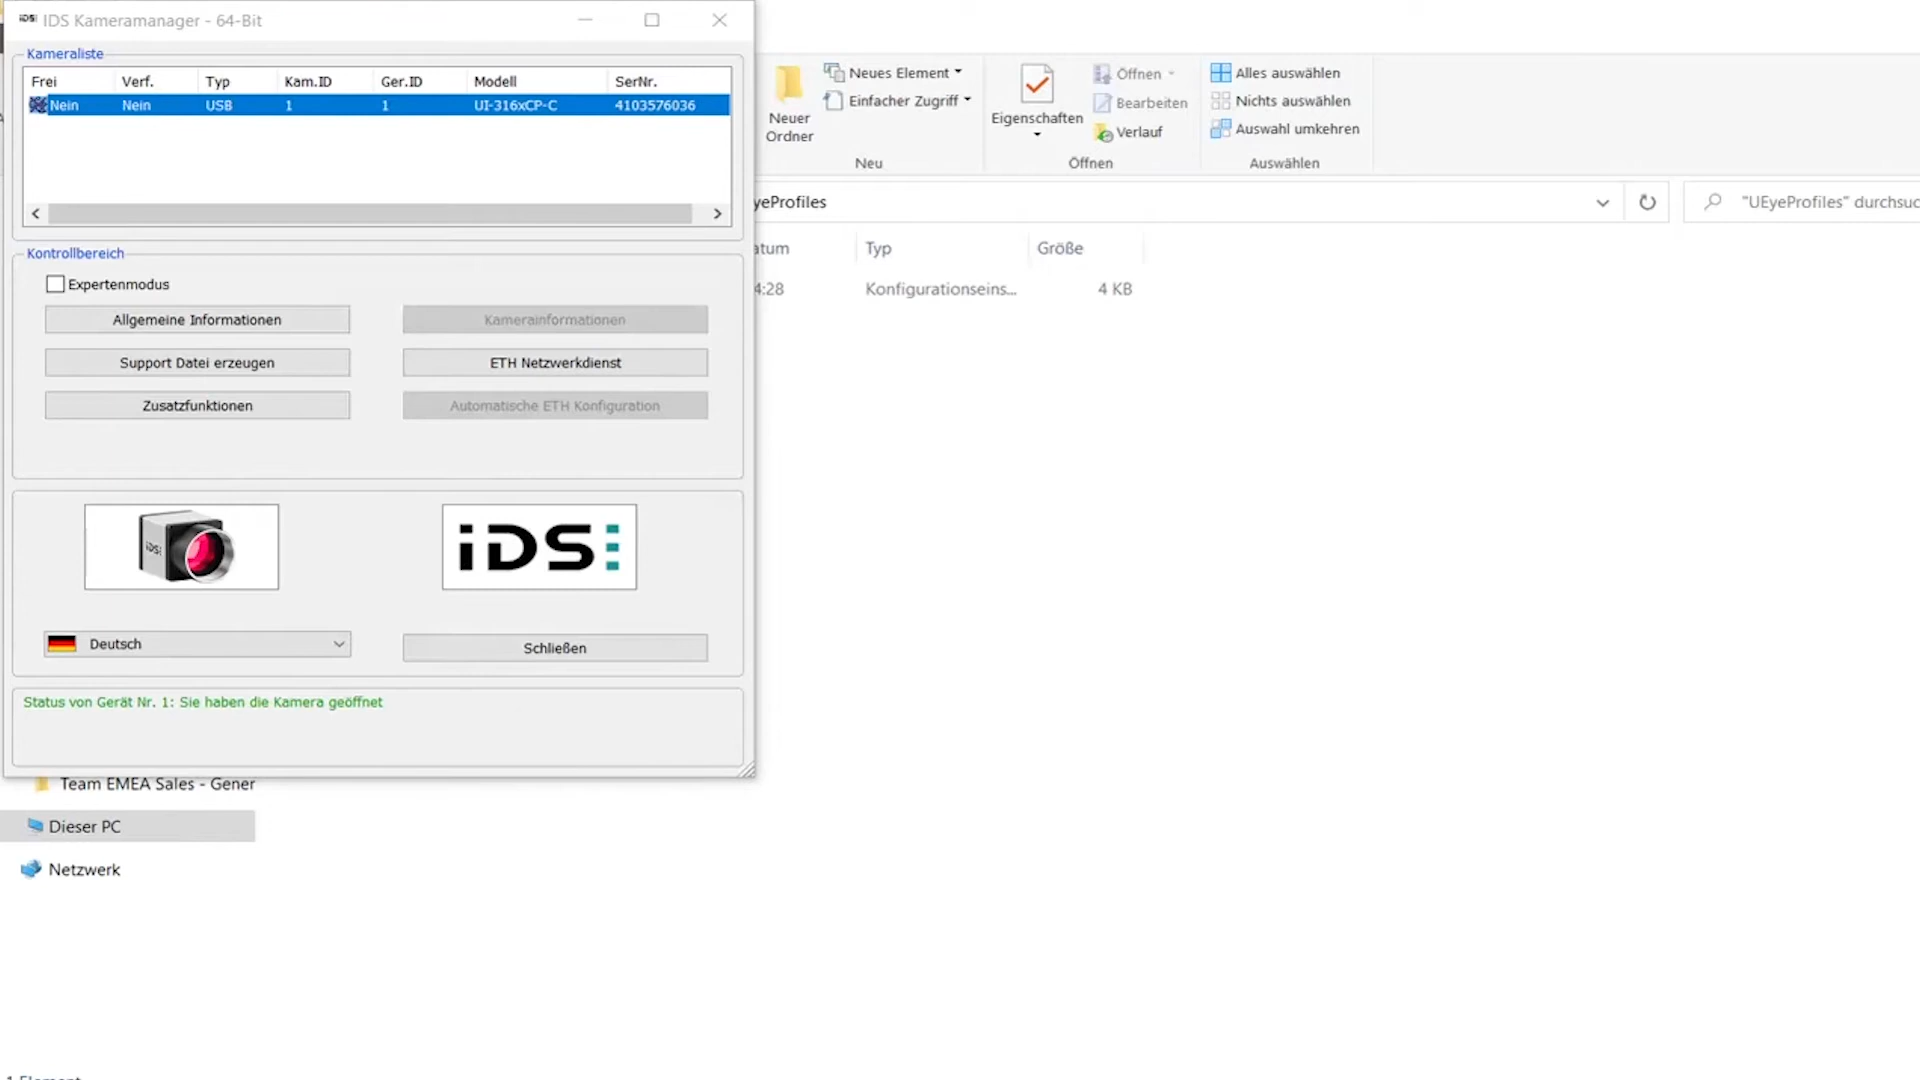 IDS Kameramanager - 64-Bit
Kameraliste
Frei Verf. Typ Kam.ID Ger.ID Modell SerNr.
Nein Nein USB 1 1 UI-316xCP-C 4103576036
Kontrollbereich
Expertenmodus
Allgemeine Informationen Kamerainformationen
Support Datei erzeugen ETH Netzwerkdienst
Zusatzfunktionen Automatische ETH Konfiguration
iDS:
Deutsch Schließen
Status von Gerät Nr. 1: Sie haben die Kamera geöffnet
Neuer Ordner
Neues Element
Einfacher Zugriff
Neu
Eigenschaften
Öffnen
Bearbeiten
Verlauf
Öffnen
Alles auswählen
Nichts auswählen
Auswahl umkehren
Auswählen
yeProfiles
"UEyeProfiles" durchsuc
atum Typ Größe
4:28 Konfigurationseins... 4 KB
Team EMEA Sales - Gener
Dieser PC
Netzwerk